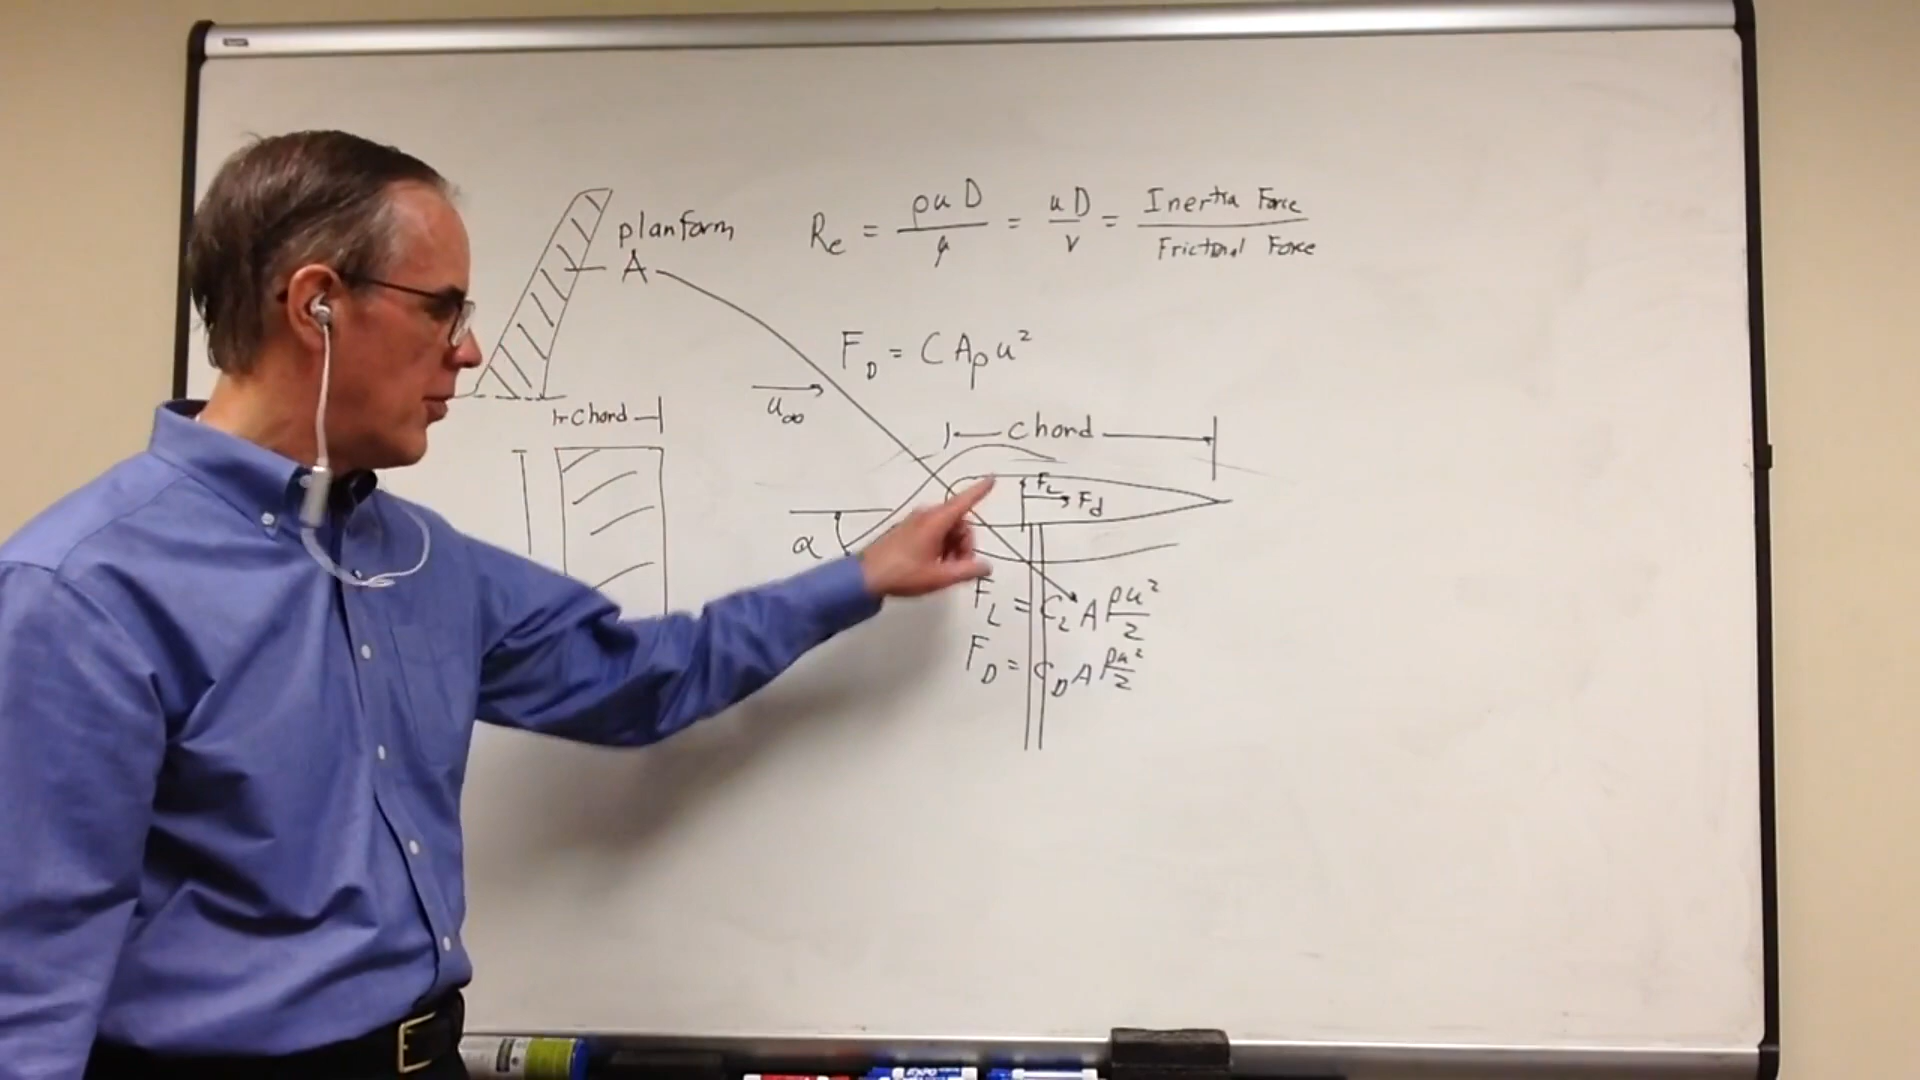 planform
A
Re = ρuD/μ = uD/ν = Inertia Force/Frictional Force
F_D = C A ρ u²
u∞
chord
chord
F_L
F_d
α
F_L = C_L A ρu²/2
F_D = C_D A ρu²/2
EXPO